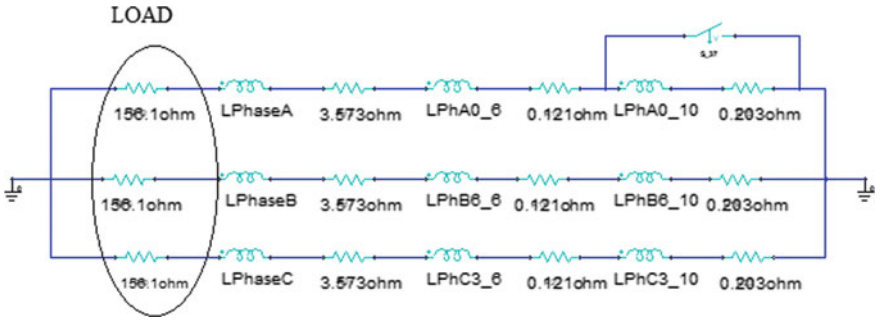 LOAD
S_37
156.1ohm LPhaseA 3.573ohm LPhA0_6 0.121ohm LPhA0_10 0.203ohm
156.1ohm LPhaseB 3.573ohm LPhB6_6 0.121ohm LPhB6_10 0.203ohm
156.1ohm LPhaseC 3.573ohm LPhC3_6 0.121ohm LPhC3_10 0.203ohm